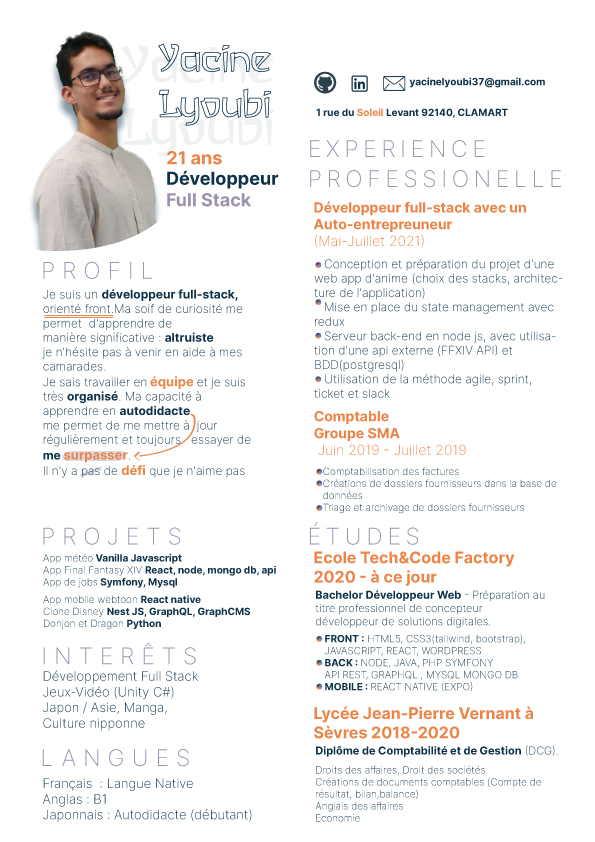 Yacine
Lyoubi
21 ans
Développeur
Full Stack
yacinelyoubi37@gmail.com
1 rue du Soleil Levant 92140, CLAMART
PROFIL
Je suis un développeur full-stack,
orienté front.Ma soif de curiosité me
permet d'apprendre de
manière significative : altruiste
je n'hésite pas à venir en aide à mes
camarades.
Je sais travailler en équipe et je suis
très organisé. Ma capacité à
apprendre en autodidacte
me permet de me mettre à jour
régulièrement et toujours essayer de
me surpasser.
Il n'y a pas de défi que je n'aime pas
PROJETS
App météo Vanilla Javascript
App Final Fantasy XIV React, node, mongo db, api
App de jobs Symfony, Mysql
App mobile webtoon React native
Clone Disney Nest JS, GraphQL, GraphCMS
Donjon et Dragon Python
INTERÊTS
Développement Full Stack
Jeux-Vidéo (Unity C#)
Japon / Asie, Manga,
Culture nipponne
LANGUES
Français : Langue Native
Anglas : B1
Japonnais : Autodidacte (débutant)
EXPERIENCE
PROFESSIONELLE
Développeur full-stack avec un
Auto-entrepreuneur
(Mai-Juillet 2021)
Conception et préparation du projet d'une
web app d'anime (choix des stacks, architec-
ture de l'application)
Mise en place du state management avec
redux
Serveur back-end en node js, avec utilisa-
tion d'une api externe (FFXIV API) et
BDD(postgresql)
Utilisation de la méthode agile, sprint,
ticket et slack
Comptable
Groupe SMA
Juin 2019 - Juillet 2019
Comptabilisation des factures
Créations de dossiers fournisseurs dans la base de
données
Triage et archivage de dossiers fournisseurs
ÉTUDES
Ecole Tech&Code Factory
2020 - à ce jour
Bachelor Développeur Web - Préparation au
titre professionnel de concepteur
développeur de solutions digitales.
FRONT : HTML5, CSS3(tailwind, bootstrap),
JAVASCRIPT, REACT, WORDPRESS
BACK : NODE, JAVA, PHP SYMFONY
API REST, GRAPHQL , MYSQL MONGO DB
MOBILE : REACT NATIVE (EXPO)
Lycée Jean-Pierre Vernant à
Sèvres 2018-2020
Diplôme de Comptabilité et de Gestion (DCG).
Droits des affaires, Droit des sociétés
Créations de documents comptables (Compte de
résultat, bilan,balance)
Anglais des affaires
Economie